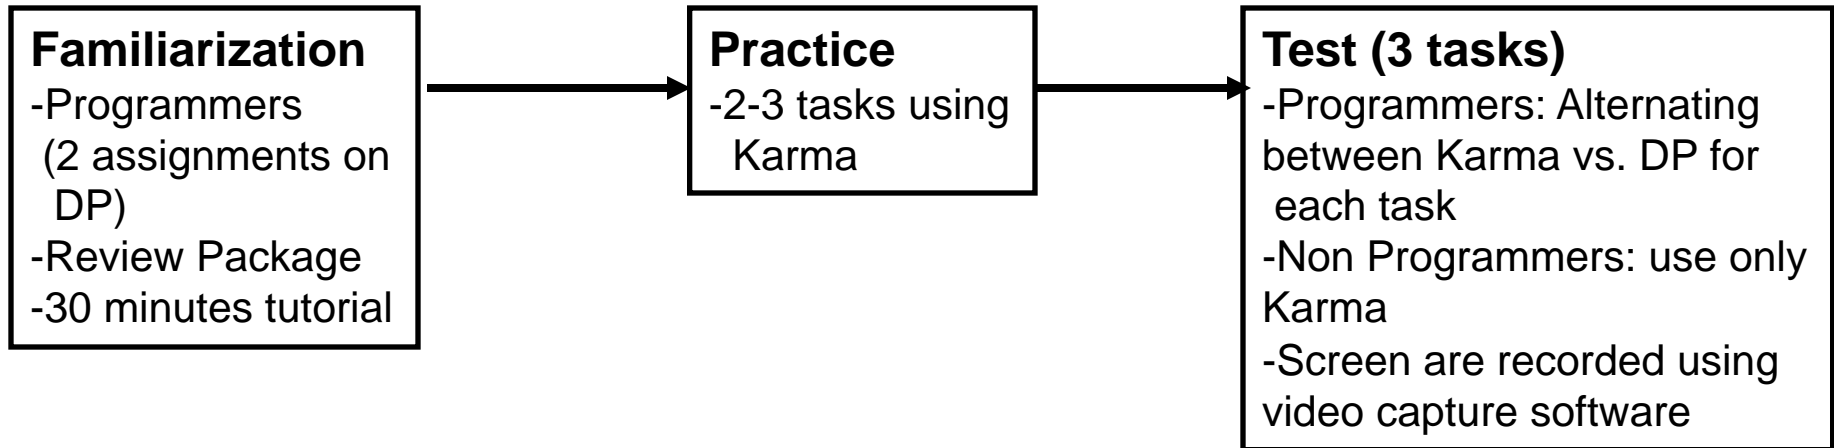 Familiarization
-Programmers
(2 assignments on
DP)
-Review Package
-30 minutes tutorial
Practice
-2-3 tasks using
Karma
Test (3 tasks)
-Programmers: Alternating
between Karma vs. DP for
each task
-Non Programmers: use only
Karma
-Screen are recorded using
video capture software